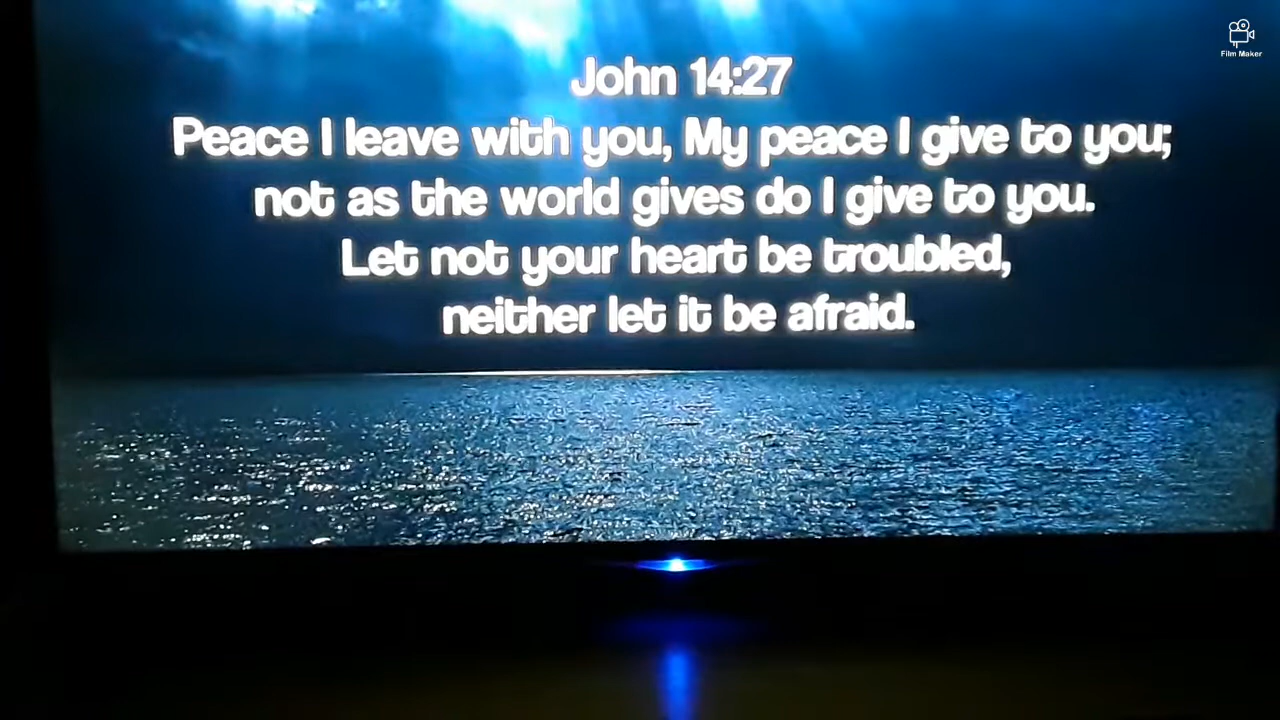 Film Maker
John 14:27
Peace I leave with you, My peace I give to you;
not as the world gives do I give to you.
Let not your heart be troubled,
neither let it be afraid.